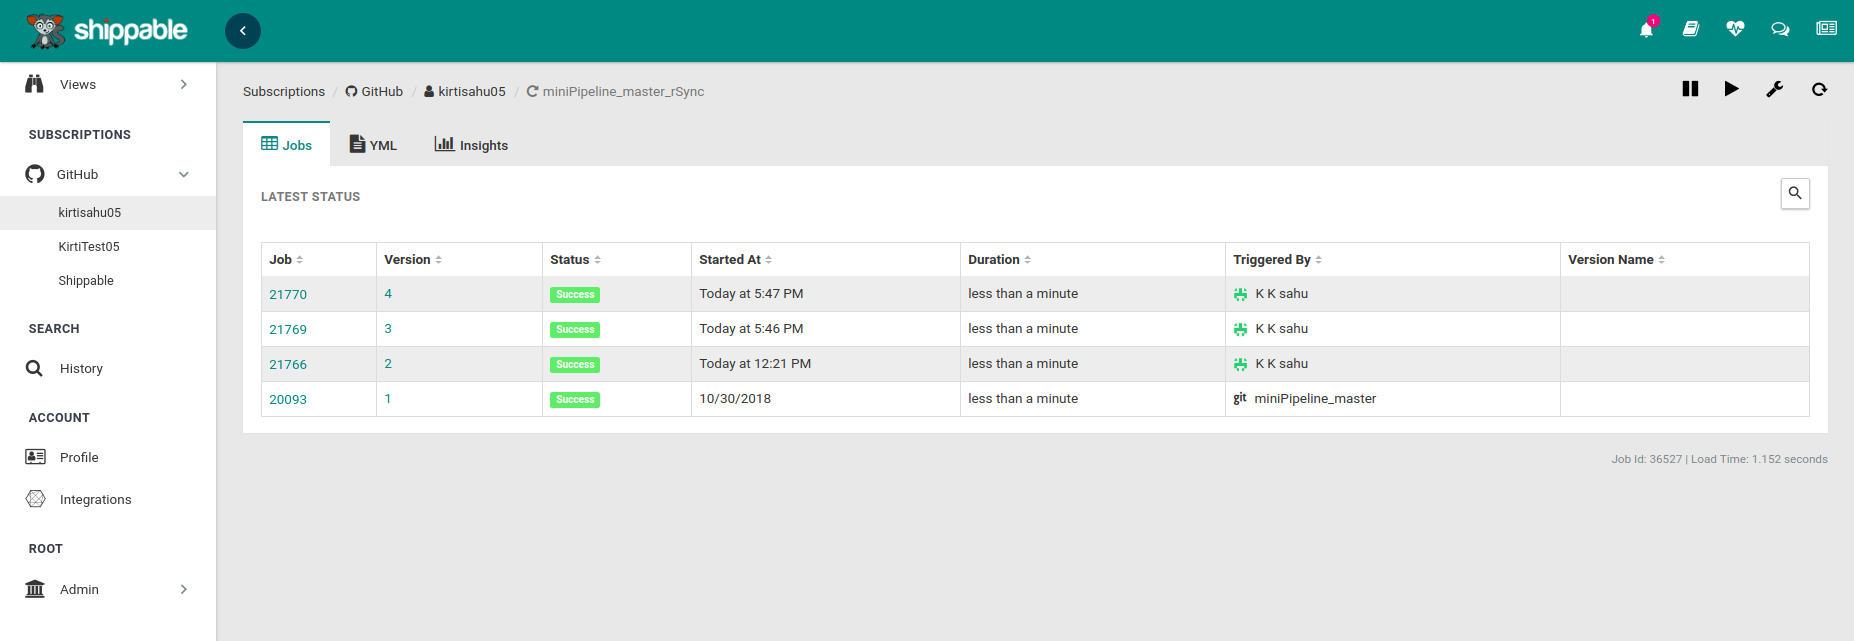 shippable
1
Views
SUBSCRIPTIONS
GitHub
kirtisahu05
KirtiTest05
Shippable
SEARCH
History
ACCOUNT
Profile
Integrations
ROOT
Admin
Subscriptions / GitHub / kirtisahu05 / miniPipeline_master_rSync
Jobs YML Insights
LATEST STATUS
Job Version Status Started At Duration Triggered By Version Name
21770 4 Success Today at 5:47 PM less than a minute K K sahu
21769 3 Success Today at 5:46 PM less than a minute K K sahu
21766 2 Success Today at 12:21 PM less than a minute K K sahu
20093 1 Success 10/30/2018 less than a minute git miniPipeline_master
Job Id: 36527 | Load Time: 1.152 seconds